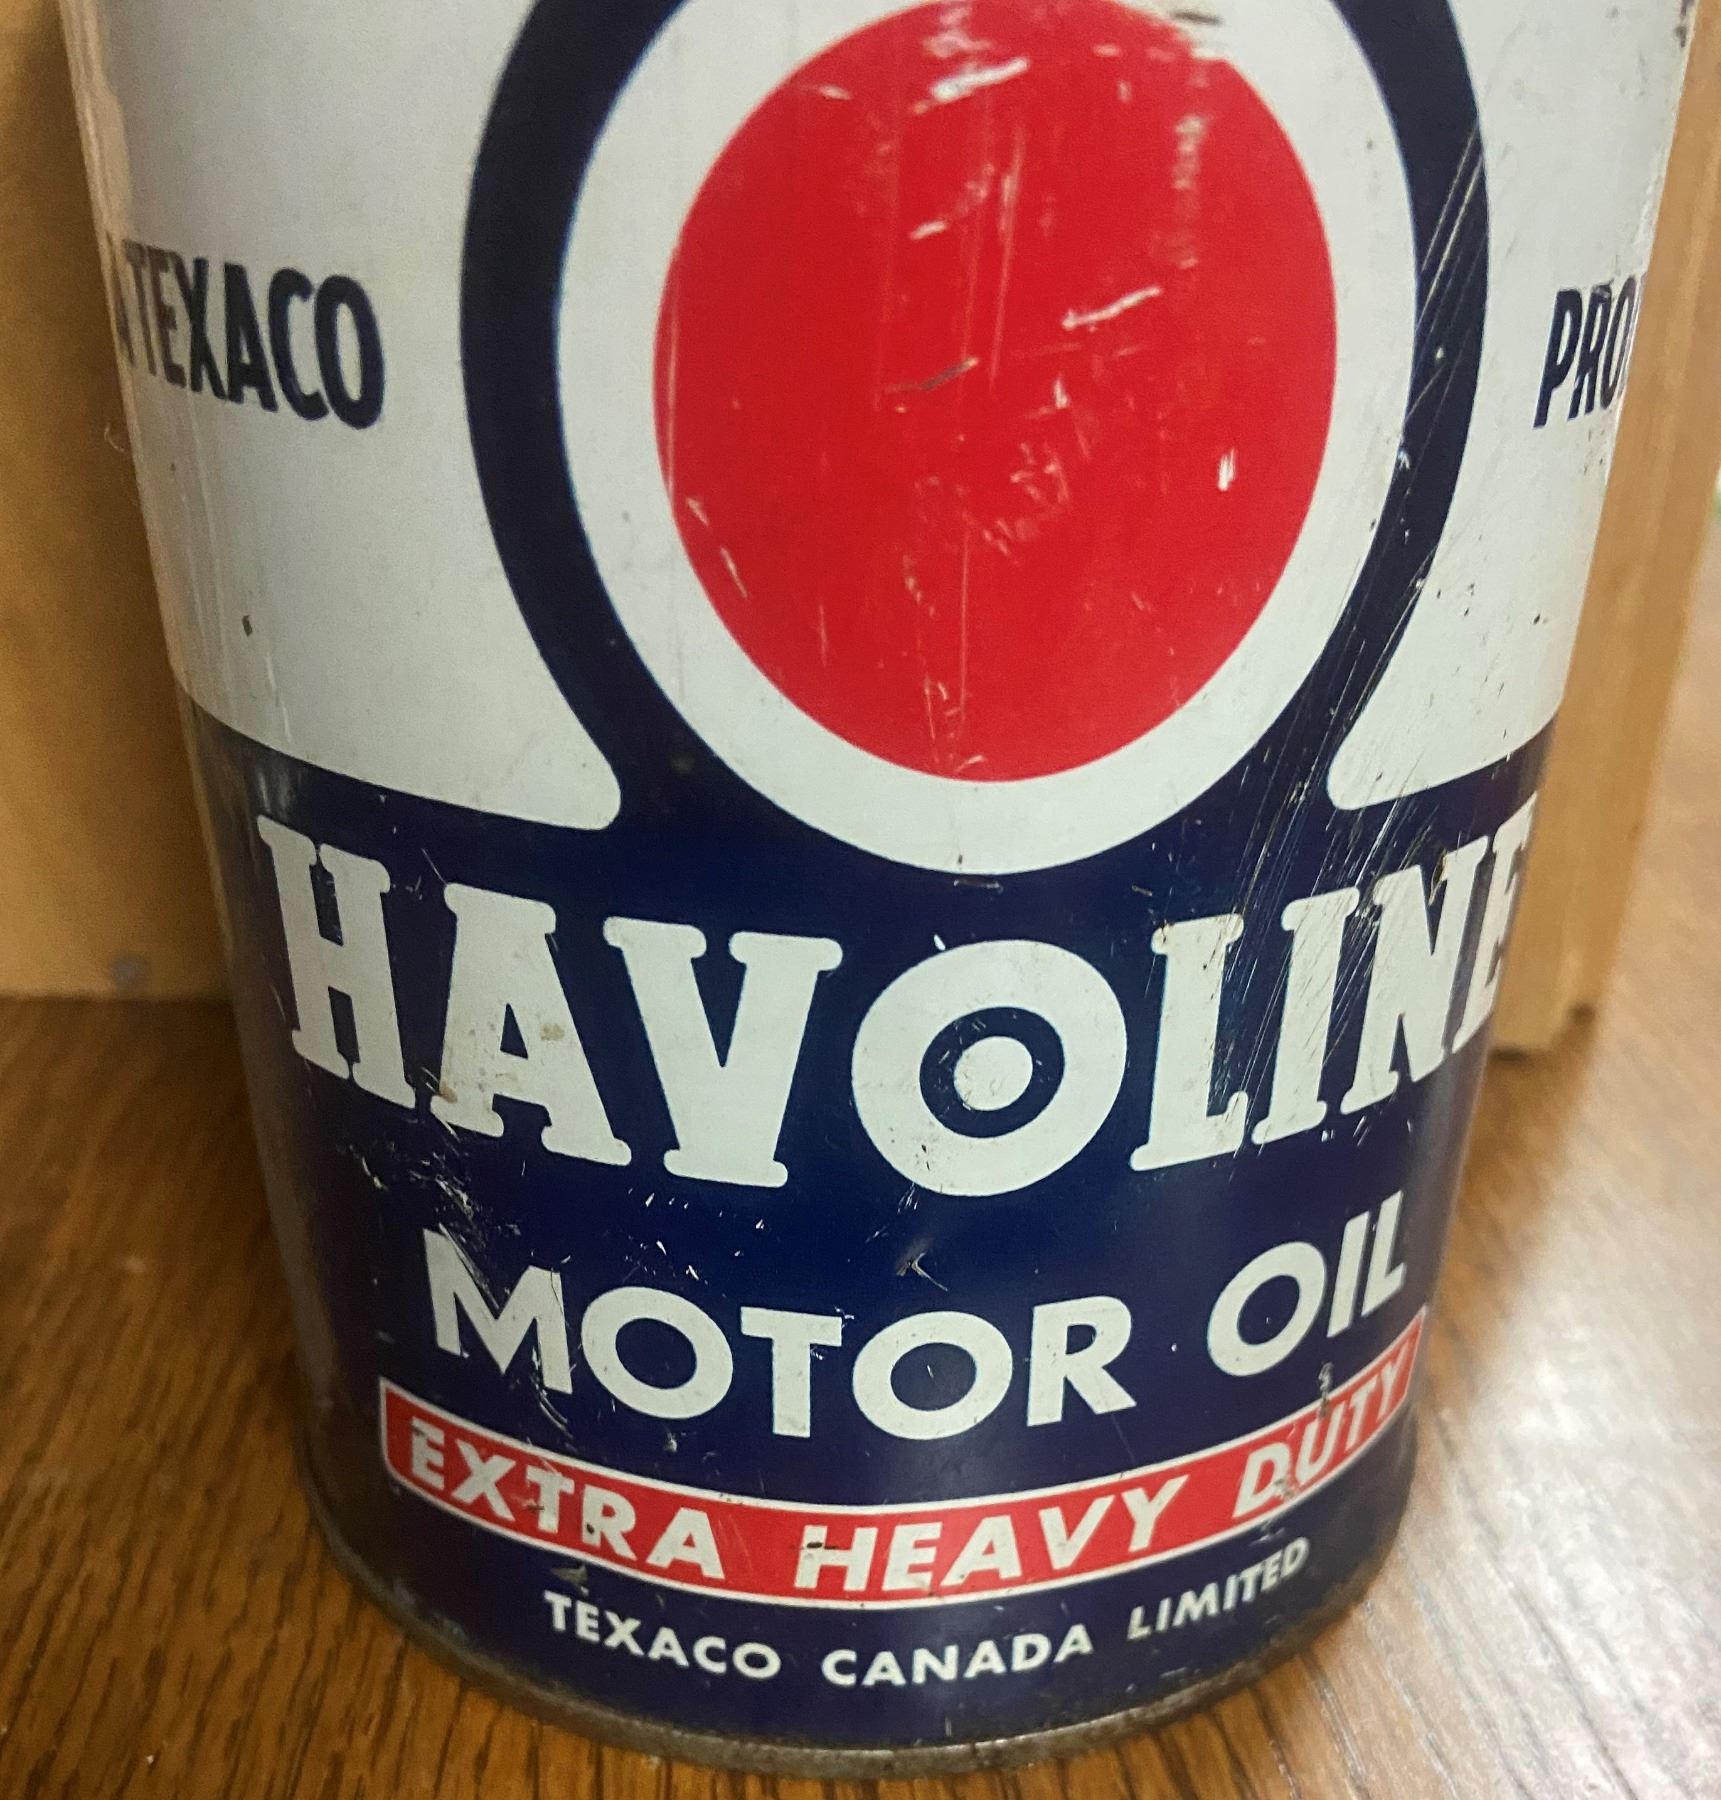 A TEXACO
HAVOLINE
MOTOR OIL
EXTRA HEAVY DUTY
TEXACO CANADA LIMITED